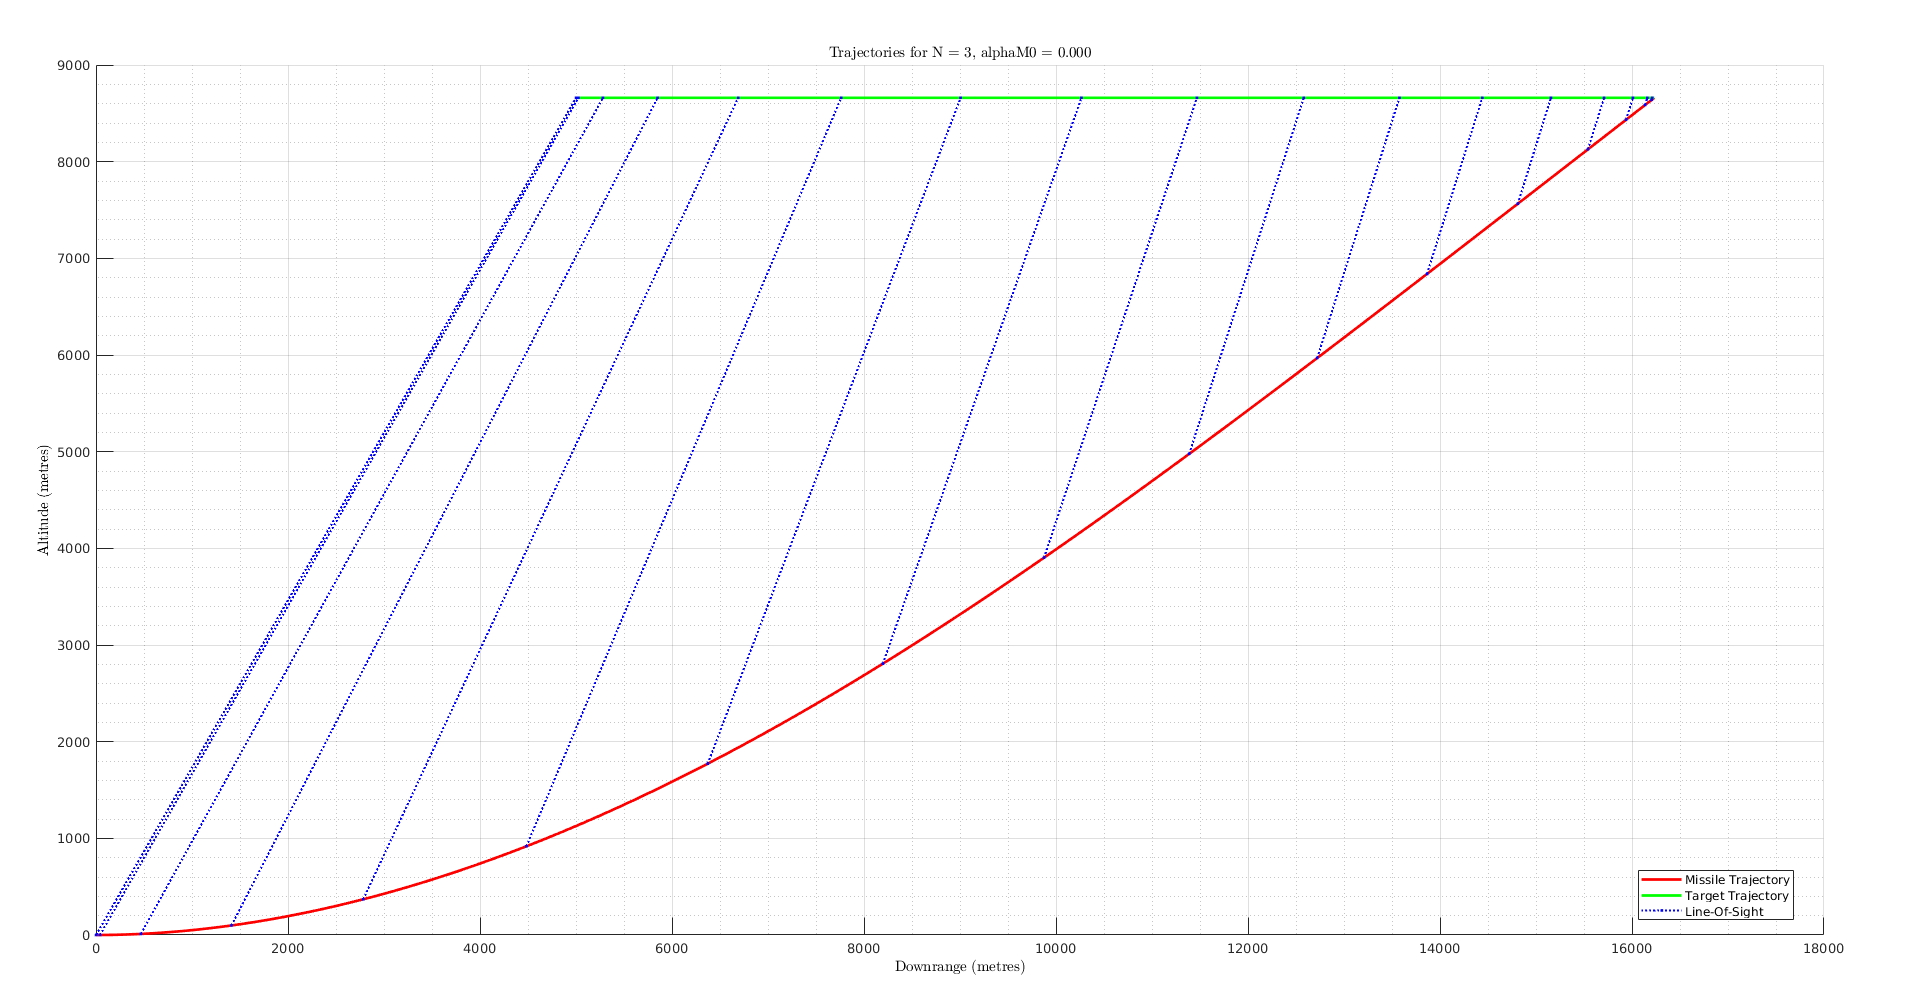 Trajectories for N = 3, alphaM0 = 0.000
9000
8000
7000
6000
5000
4000
3000
2000
1000
0
Altitude (metres)
0 2000 4000 6000 8000 10000 12000 14000 16000 18000
Downrange (metres)
Missile Trajectory
Target Trajectory
Line-Of-Sight